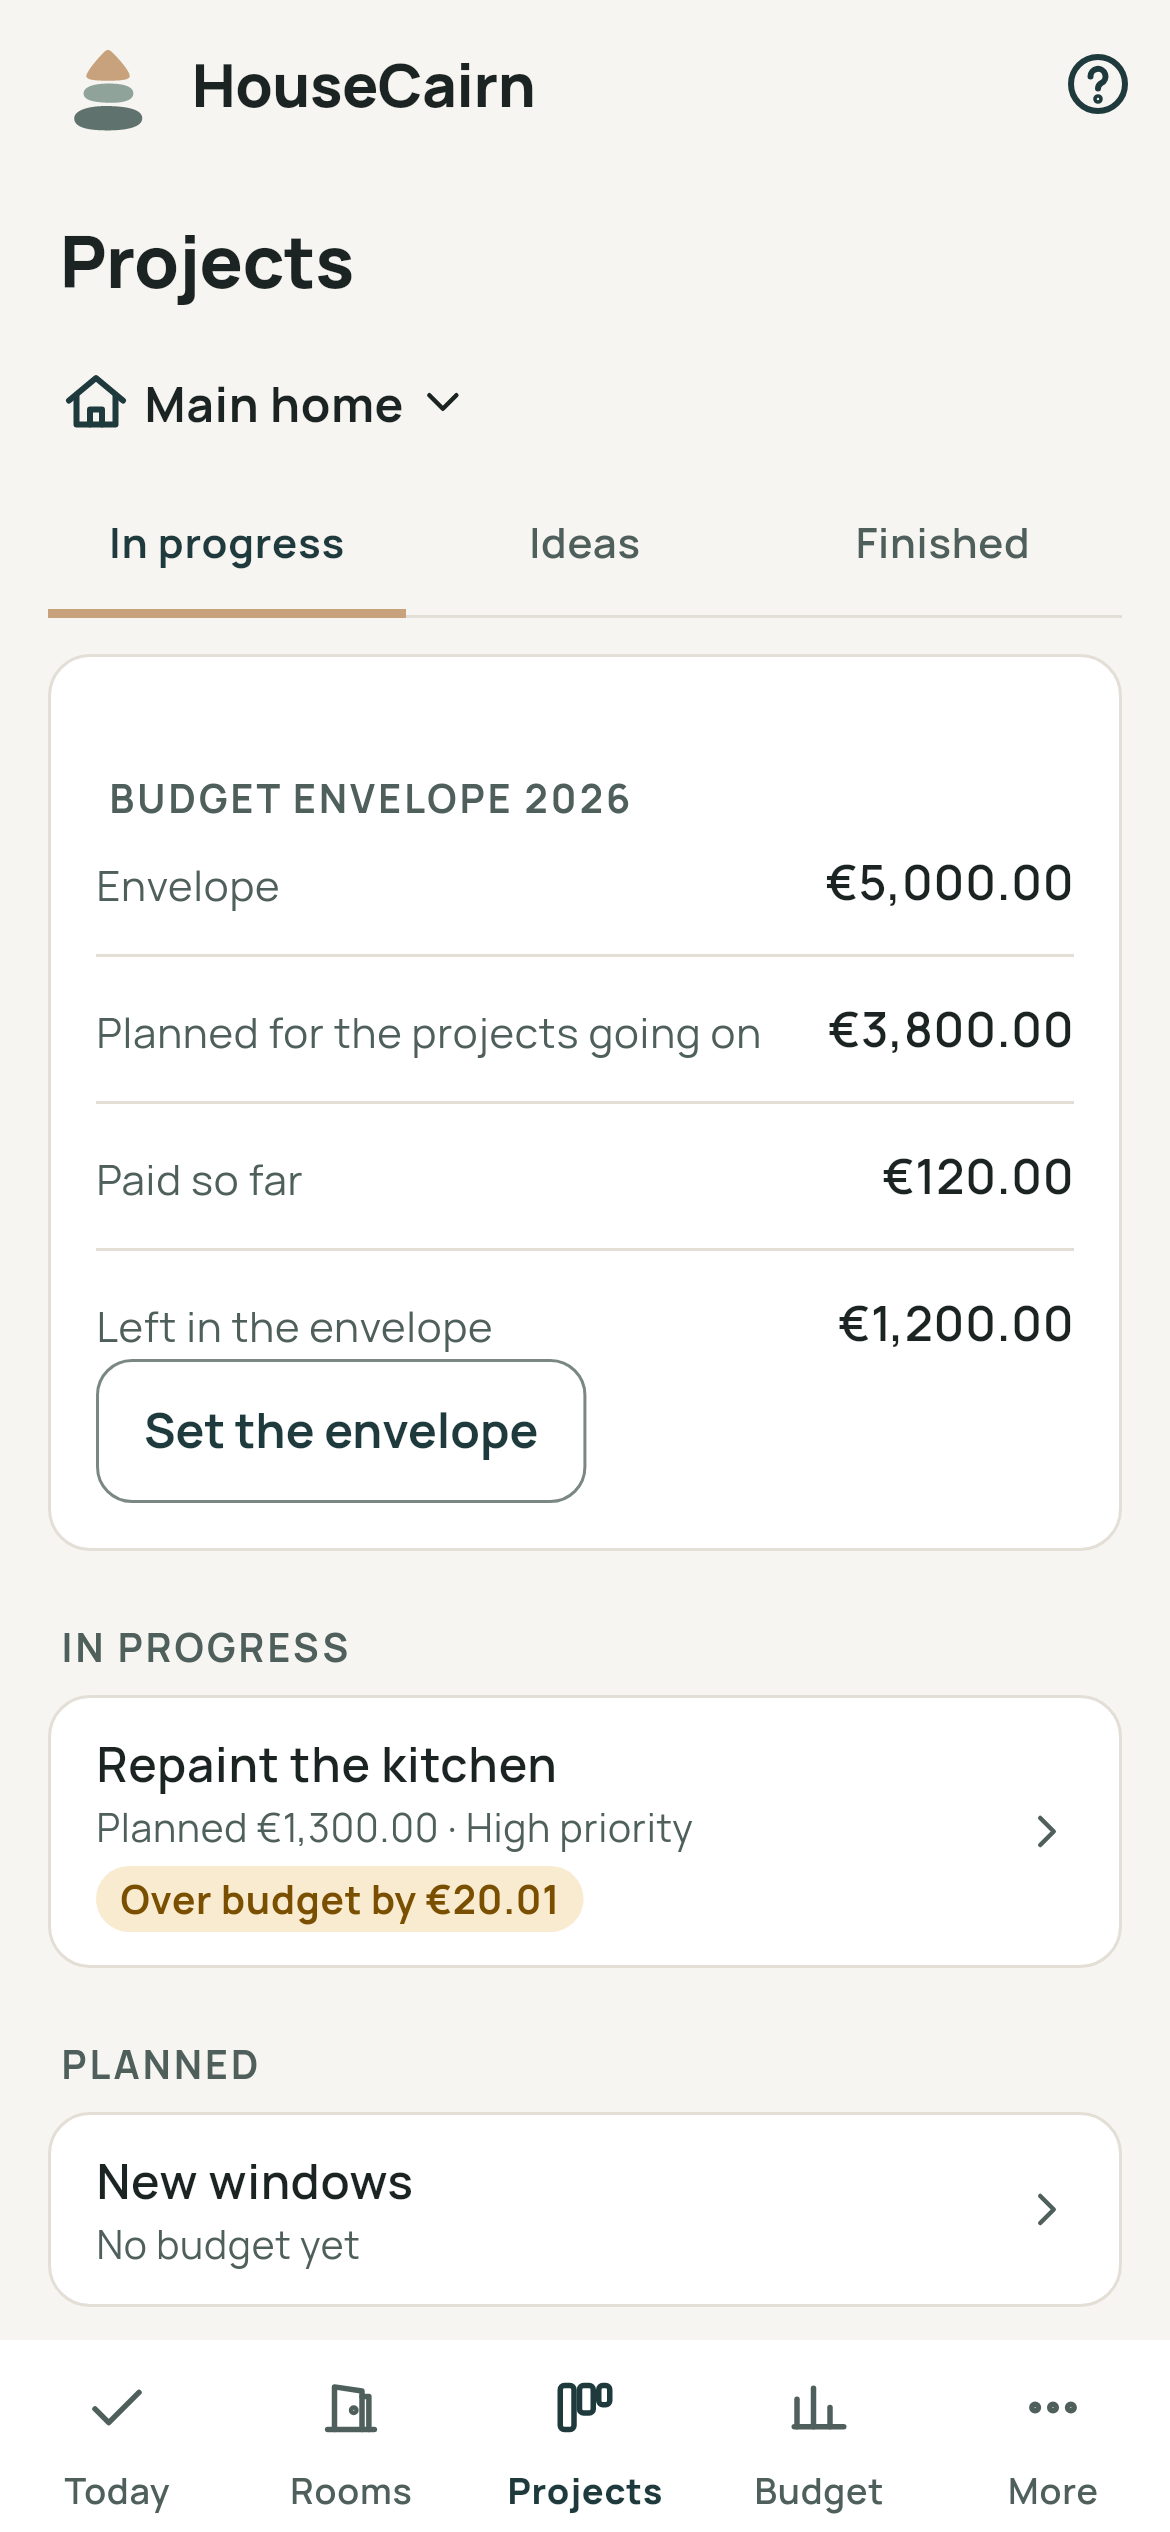 HouseCairn
Projects
Main home
In progress
Ideas
Finished
BUDGET ENVELOPE 2026
Envelope
€5,000.00
Planned for the projects going on
€3,800.00
Paid so far
€120.00
Left in the envelope
€1,200.00
Set the envelope
IN PROGRESS
Repaint the kitchen
Planned €1,300.00 · High priority
Over budget by €20.01
PLANNED
New windows
No budget yet
Today
Rooms
Projects
Budget
More